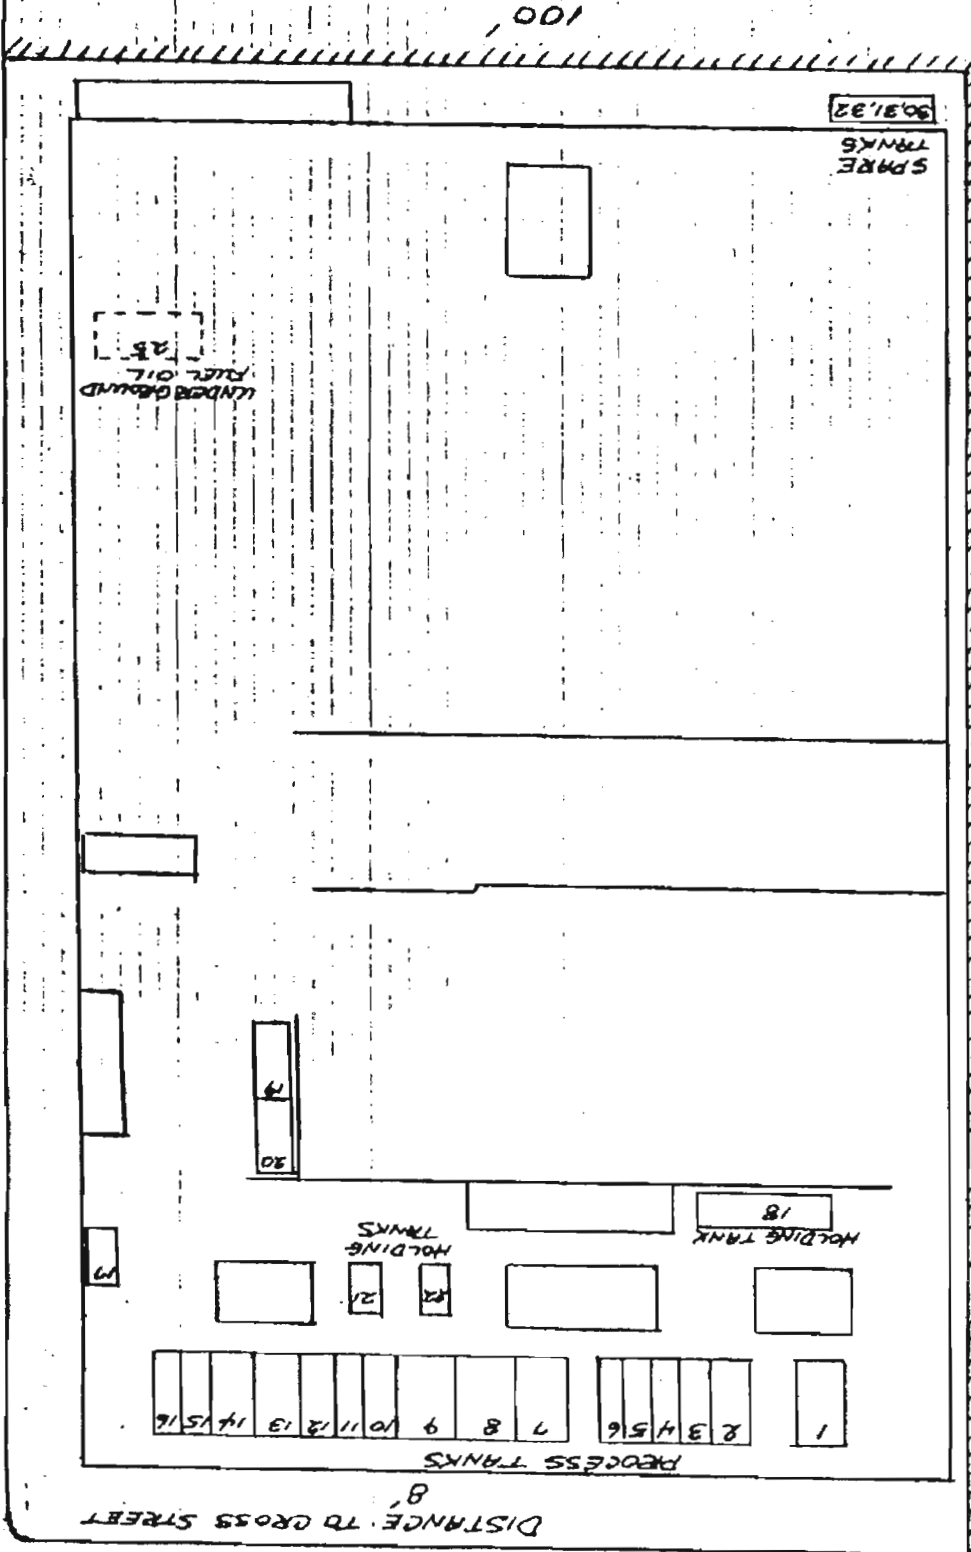 DISTANCE TO CROSS STREET
8'
PROCESS TANKS
1 2 3 4 5 6 7 8 9 10 11 12 13 14 15 16
HOLDING TANK
18
HOLDING
TANKS
22 21
17
20
19
UNDERGROUND
FUEL OIL
25
SPARE
TANKS
30,31,32
100'